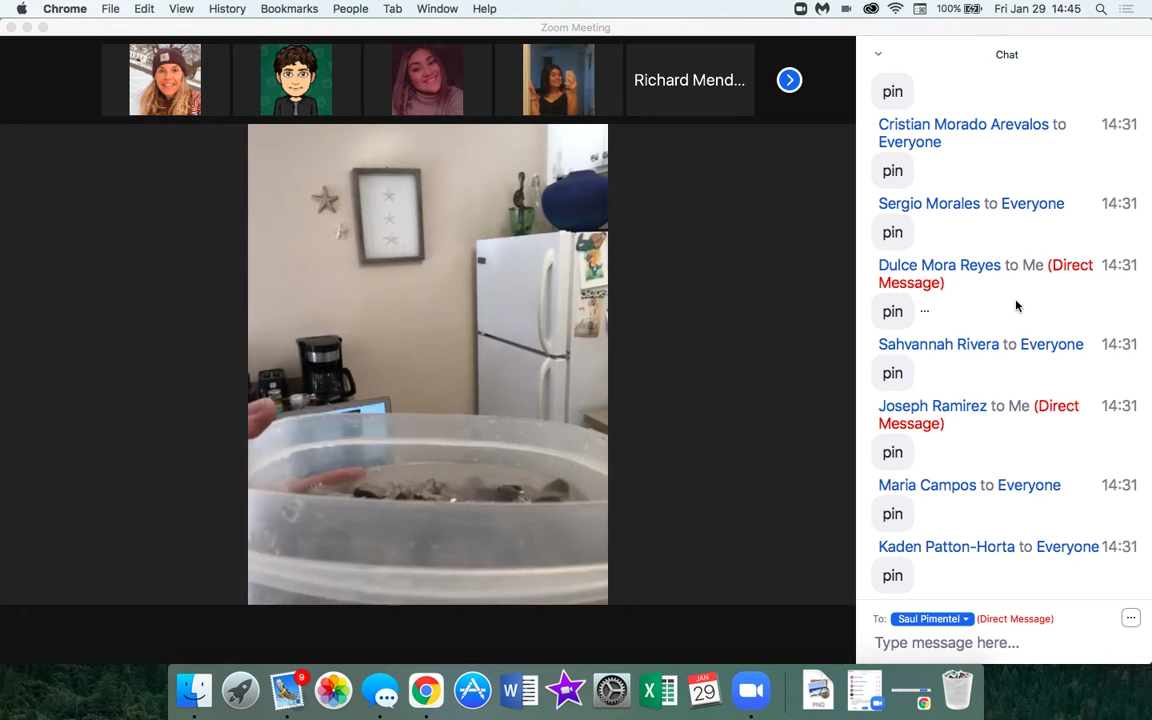 Chrome File Edit View History Bookmarks People Tab Window Help 100% Fri Jan 29 14:45
Zoom Meeting
Richard Mend...
Chat
pin
Cristian Morado Arevalos to 14:31
Everyone
pin
Sergio Morales to Everyone 14:31
pin
Dulce Mora Reyes to Me (Direct 14:31
Message)
pin ...
Sahvannah Rivera to Everyone 14:31
pin
Joseph Ramirez to Me (Direct 14:31
Message)
pin
Maria Campos to Everyone 14:31
pin
Kaden Patton-Horta to Everyone 14:31
pin
To: Saul Pimentel (Direct Message) ...
Type message here...
9
JAN
29
PNG